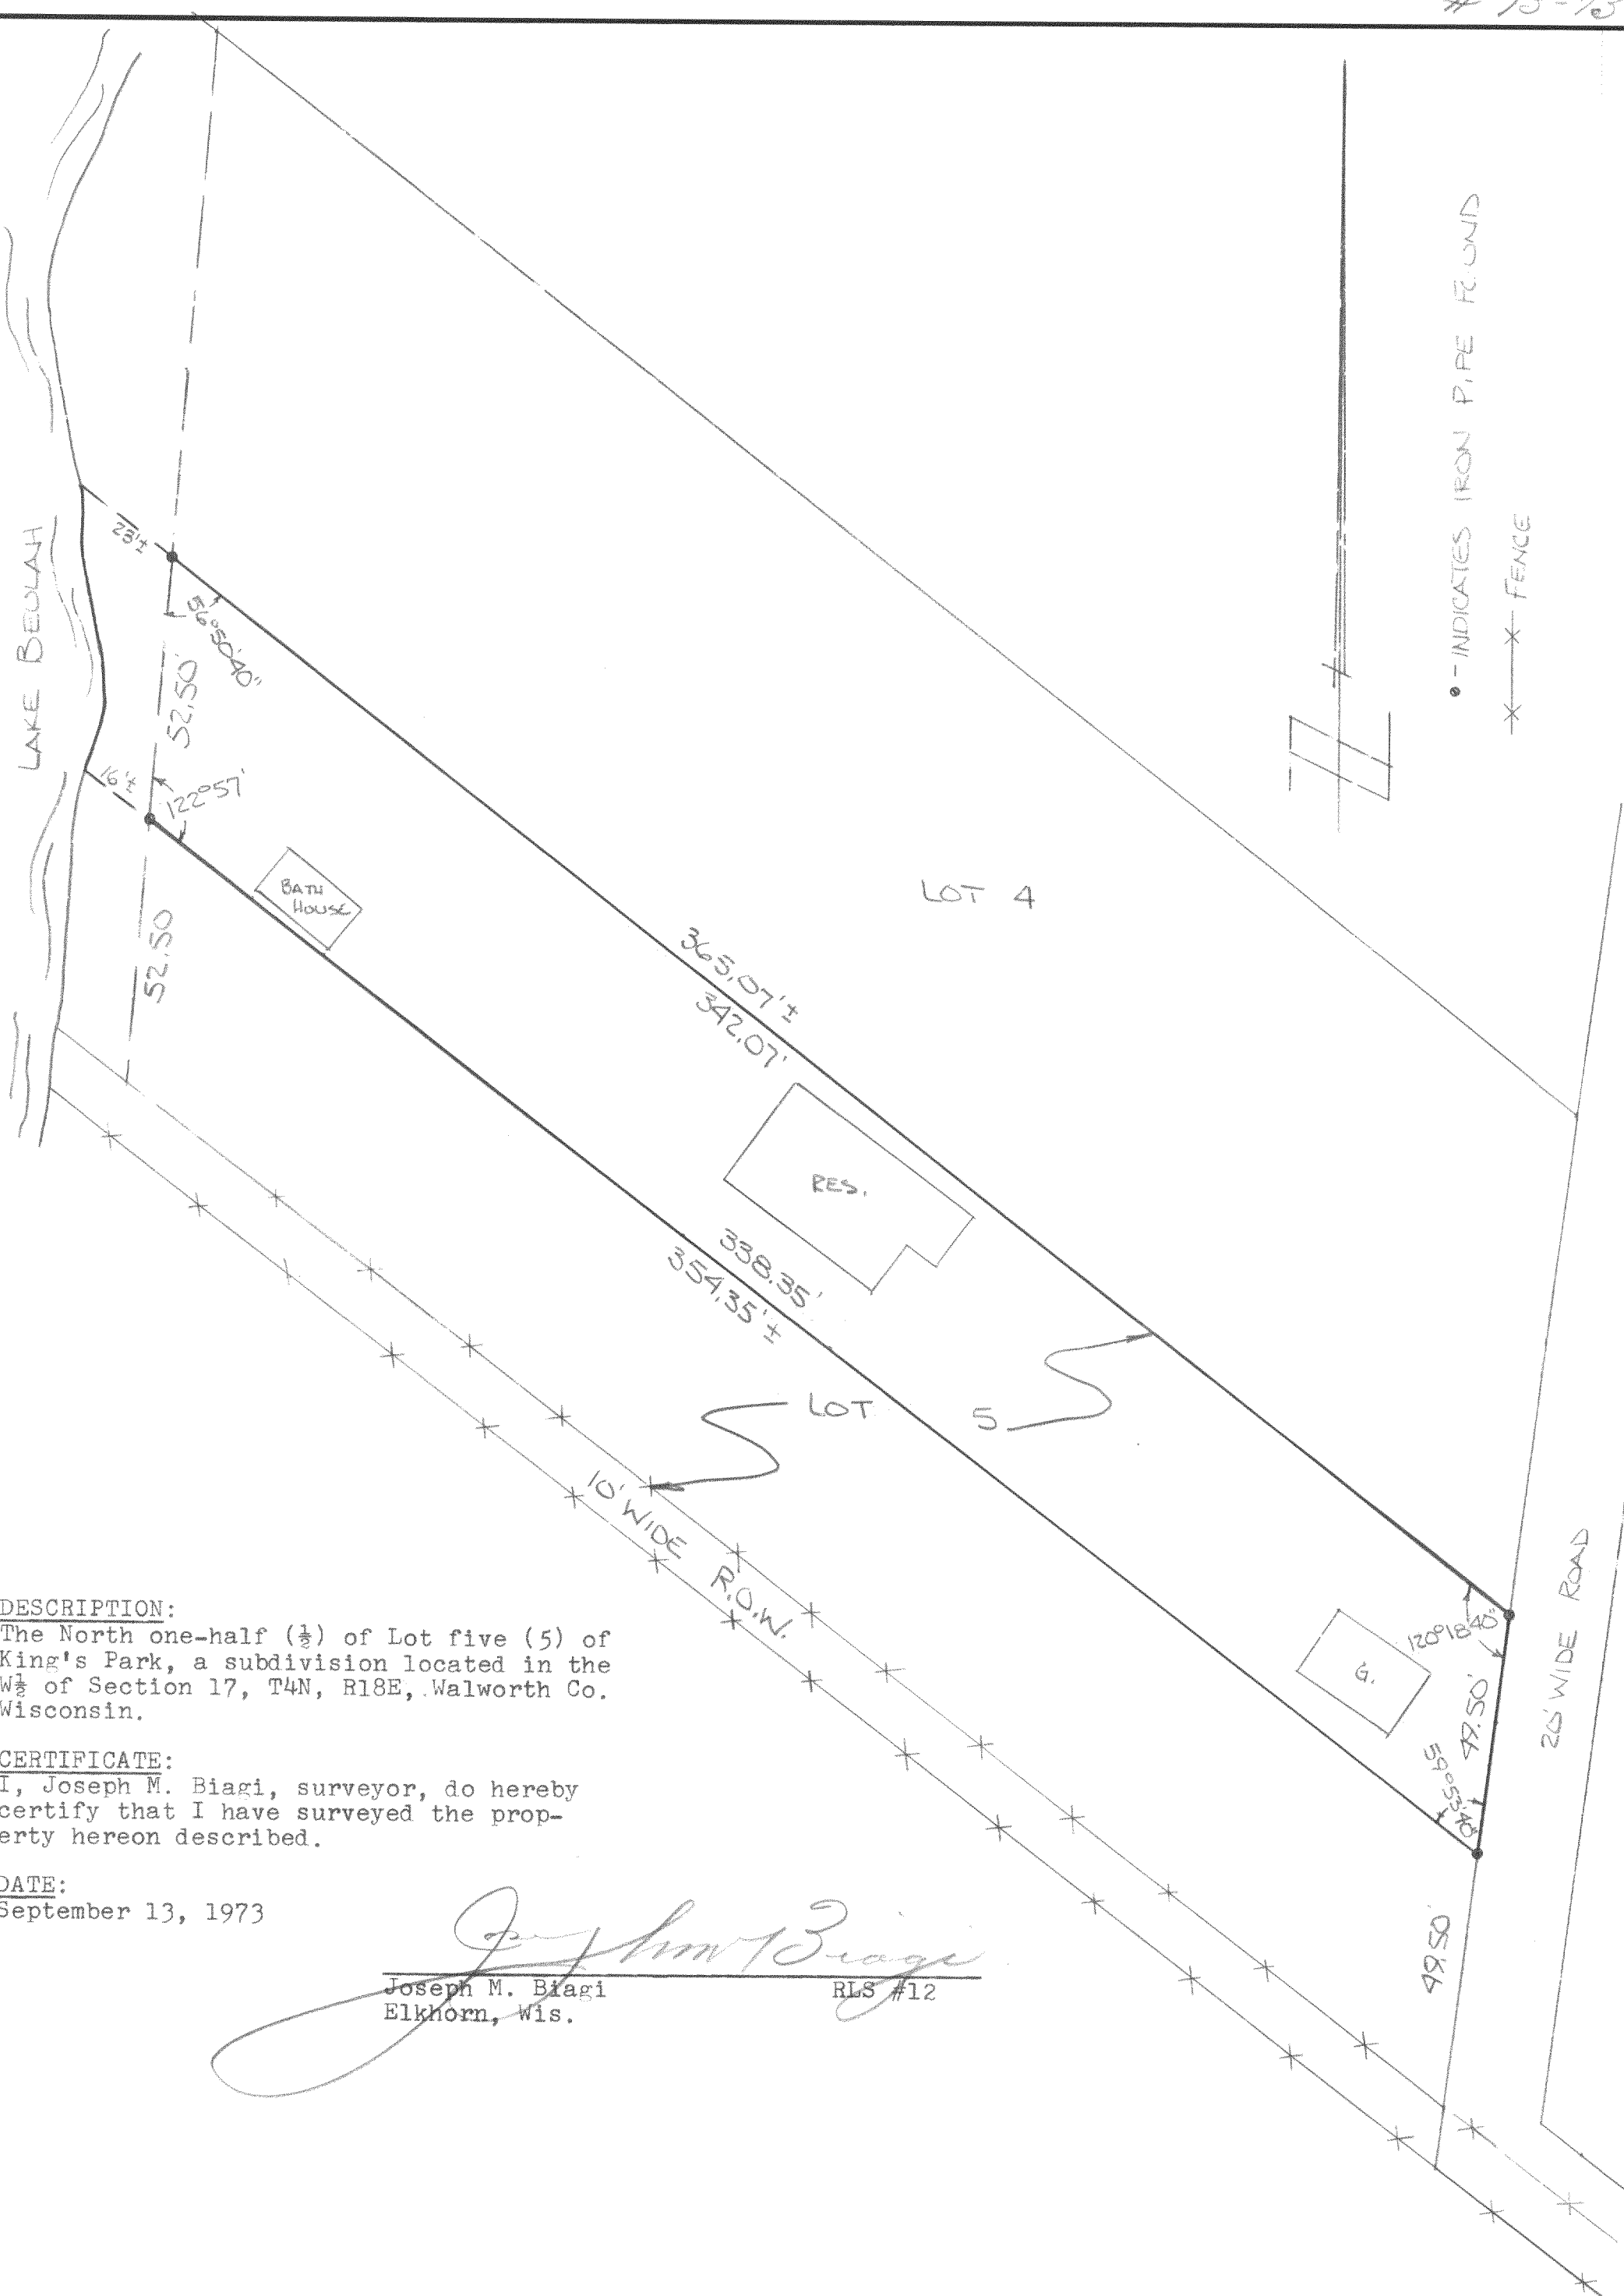 LAKE BEULAH
23'±
56°50'40"
52.50'
16'±
122°57'
52.50
BATH
HOUSE
LOT 4
365.07'±
342.07'
RES.
338.35'
354.35'±
LOT 5
10' WIDE R.O.W.
• - INDICATES IRON PIPE FOUND
x—x— FENCE
120°18'40"
G.
49.50'
59°53'40"
20' WIDE ROAD
49.50'
DESCRIPTION:
The North one-half (½) of Lot five (5) of
King's Park, a subdivision located in the
W½ of Section 17, T4N, R18E, Walworth Co.
Wisconsin.
CERTIFICATE:
I, Joseph M. Biagi, surveyor, do hereby
certify that I have surveyed the prop-
erty hereon described.
DATE:
September 13, 1973
Joseph M Biagi
Joseph M. Biagi RLS #12
Elkhorn, Wis.